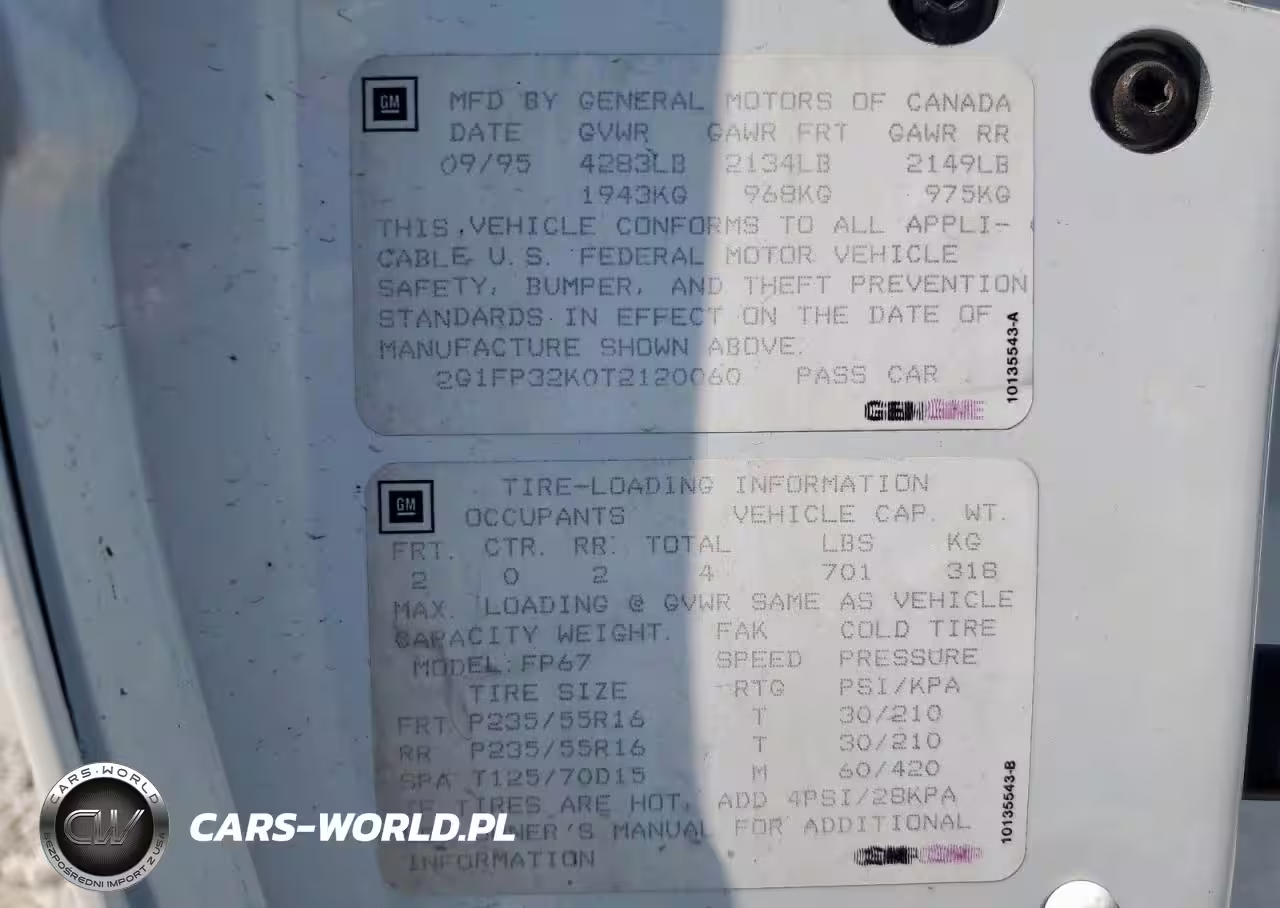 GM
MFD BY GENERAL MOTORS OF CANADA
DATE GVWR GAWR FRT GAWR RR
09/95 4283LB 2134LB 2149LB
1943KG 968KG 975KG
THIS VEHICLE CONFORMS TO ALL APPLI-
CABLE U.S. FEDERAL MOTOR VEHICLE
SAFETY, BUMPER, AND THEFT PREVENTION
STANDARDS IN EFFECT ON THE DATE OF
MANUFACTURE SHOWN ABOVE.
2G1FP32K0T2120060 PASS CAR
GENUINE
10135543-A
GM
TIRE-LOADING INFORMATION
OCCUPANTS VEHICLE CAP. WT.
FRT. CTR. RR. TOTAL LBS KG
2 0 2 4 701 318
MAX. LOADING @ GVWR SAME AS VEHICLE
CAPACITY WEIGHT. FAK COLD TIRE
MODEL:FP67 SPEED PRESSURE
TIRE SIZE RTG PSI/KPA
FRT P235/55R16 T 30/210
RR P235/55R16 T 30/210
SPA T125/70D15 M 60/420
IF TIRES ARE HOT, ADD 4PSI/28KPA
MANUAL FOR ADDITIONAL
INFORMATION
10135543-B
CARS-WORLD
CW
BEZPOŚREDNI IMPORT Z USA
CARS-WORLD.PL